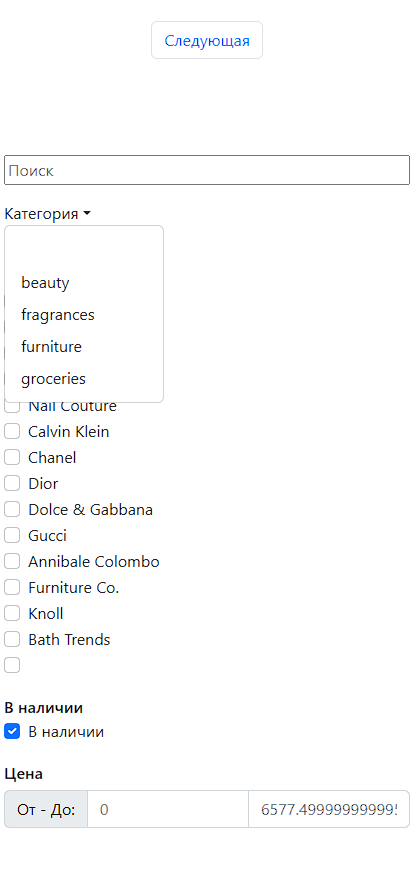 Следующая
Поиск
Категория
beauty
fragrances
furniture
groceries
Nail Couture
Calvin Klein
Chanel
Dior
Dolce & Gabbana
Gucci
Annibale Colombo
Furniture Co.
Knoll
Bath Trends
В наличии
В наличии
Цена
От - До: 0 6577.499999999995